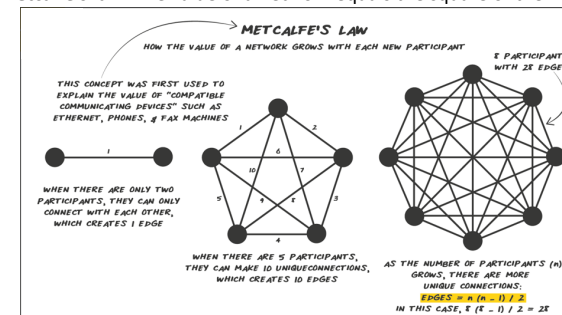 METCALFE'S LAW
HOW THE VALUE OF A NETWORK GROWS WITH EACH NEW PARTICIPANT
THIS CONCEPT WAS FIRST USED TO
EXPLAIN THE VALUE OF "COMPATIBLE
COMMUNICATING DEVICES" SUCH AS
ETHERNET, PHONES, & FAX MACHINES
1
WHEN THERE ARE ONLY TWO
PARTICIPANTS, THEY CAN ONLY
CONNECT WITH EACH OTHER,
WHICH CREATES 1 EDGE
1
2
6
10
7
5
9
8
3
4
WHEN THERE ARE 5 PARTICIPANTS,
THEY CAN MAKE 10 UNIQUECONNECTIONS,
WHICH CREATES 10 EDGES
8 PARTICIPANT
WITH 28 EDGE
AS THE NUMBER OF PARTICIPANTS (n)
GROWS, THERE ARE MORE
UNIQUE CONNECTIONS:
EDGES = n (n - 1) / 2
IN THIS CASE, 8 (8 - 1) / 2 = 28